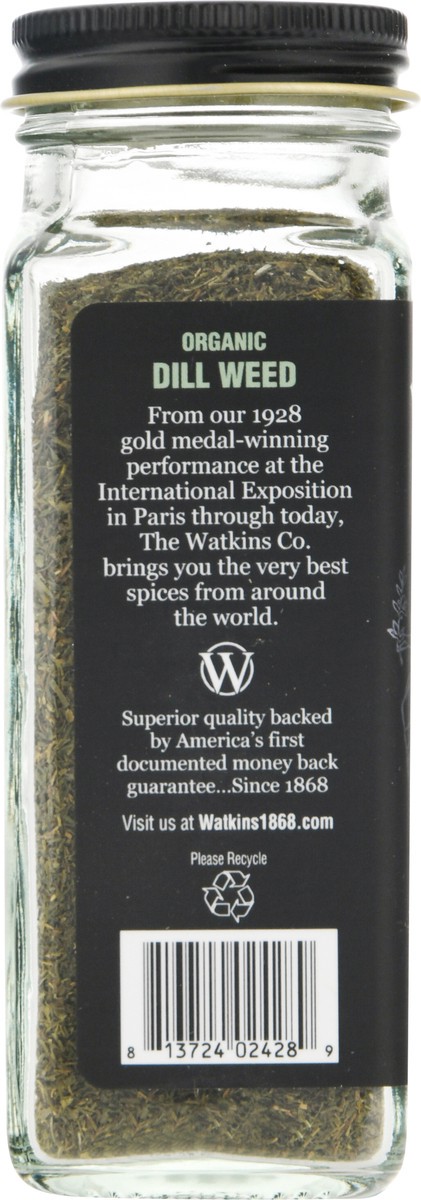 ORGANIC
DILL WEED
From our 1928
gold medal-winning
performance at the
International Exposition
in Paris through today,
The Watkins Co.
brings you the very best
spices from around
the world.
W
Superior quality backed
by America's first
documented money back
guarantee...Since 1868
Visit us at Watkins1868.com
Please Recycle
8 13724 02428 9